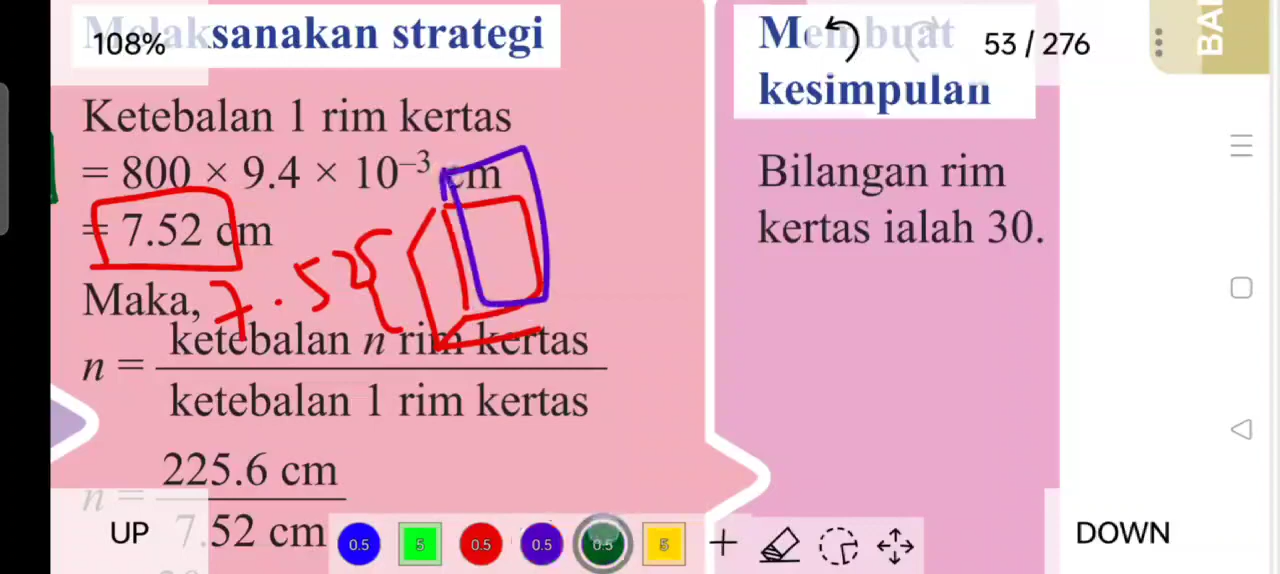 Melaksanakan strategi
108%
Ketebalan 1 rim kertas
= 800 × 9.4 × 10⁻³ cm
= 7.52 cm
7.52
Maka,
n = ketebalan n rim kertas
ketebalan 1 rim kertas
n = 225.6 cm
7.52 cm
Membuat
kesimpulan
53 / 276
BAB
Bilangan rim
kertas ialah 30.
UP
0.5
5
0.5
0.5
0.5
5
DOWN